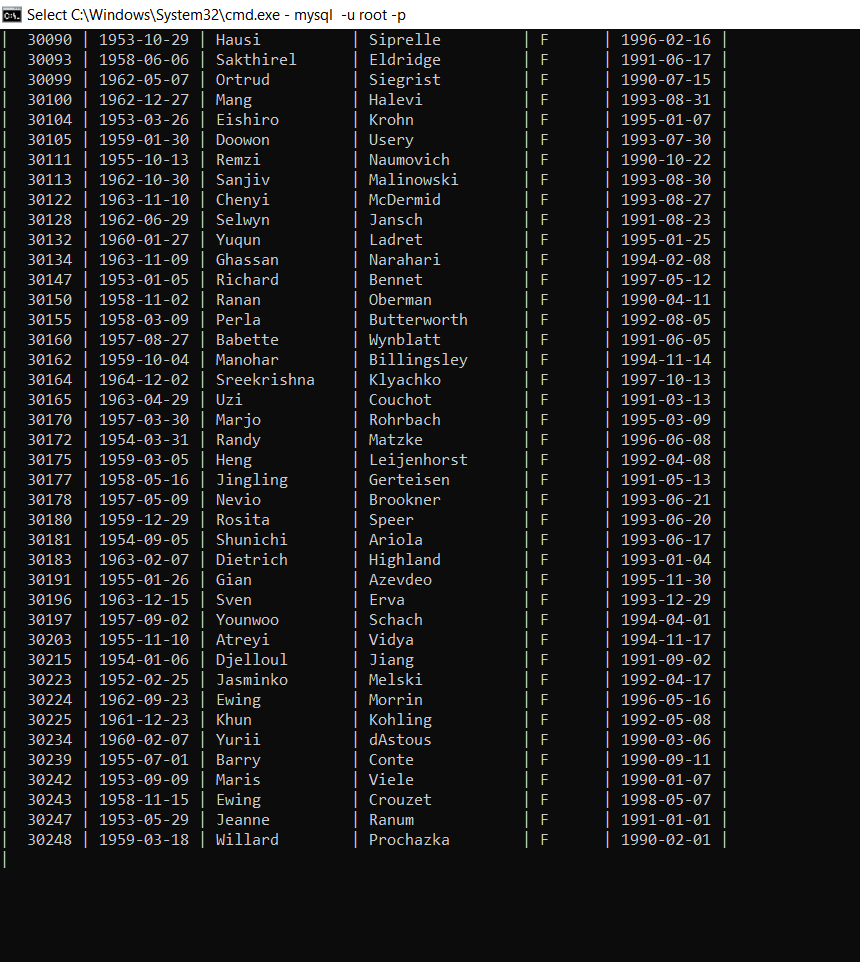 Select C:\Windows\System32\cmd.exe - mysql  -u root -p
|  30090 | 1953-10-29 | Hausi          | Siprelle         | F      | 1996-02-16 |
|  30093 | 1958-06-06 | Sakthirel      | Eldridge         | F      | 1991-06-17 |
|  30099 | 1962-05-07 | Ortrud         | Siegrist         | F      | 1990-07-15 |
|  30100 | 1962-12-27 | Mang           | Halevi           | F      | 1993-08-31 |
|  30104 | 1953-03-26 | Eishiro        | Krohn            | F      | 1995-01-07 |
|  30105 | 1959-01-30 | Doowon         | Usery            | F      | 1993-07-30 |
|  30111 | 1955-10-13 | Remzi          | Naumovich        | F      | 1990-10-22 |
|  30113 | 1962-10-30 | Sanjiv         | Malinowski       | F      | 1993-08-30 |
|  30122 | 1963-11-10 | Chenyi         | McDermid         | F      | 1993-08-27 |
|  30128 | 1962-06-29 | Selwyn         | Jansch           | F      | 1991-08-23 |
|  30132 | 1960-01-27 | Yuqun          | Ladret           | F      | 1995-01-25 |
|  30134 | 1963-11-09 | Ghassan        | Narahari         | F      | 1994-02-08 |
|  30147 | 1953-01-05 | Richard        | Bennet           | F      | 1997-05-12 |
|  30150 | 1958-11-02 | Ranan          | Oberman          | F      | 1990-04-11 |
|  30155 | 1958-03-09 | Perla          | Butterworth      | F      | 1992-08-05 |
|  30160 | 1957-08-27 | Babette        | Wynblatt         | F      | 1991-06-05 |
|  30162 | 1959-10-04 | Manohar        | Billingsley      | F      | 1994-11-14 |
|  30164 | 1964-12-02 | Sreekrishna    | Klyachko         | F      | 1997-10-13 |
|  30165 | 1963-04-29 | Uzi            | Couchot          | F      | 1991-03-13 |
|  30170 | 1957-03-30 | Marjo          | Rohrbach         | F      | 1995-03-09 |
|  30172 | 1954-03-31 | Randy          | Matzke           | F      | 1996-06-08 |
|  30175 | 1959-03-05 | Heng           | Leijenhorst      | F      | 1992-04-08 |
|  30177 | 1958-05-16 | Jingling       | Gerteisen        | F      | 1991-05-13 |
|  30178 | 1957-05-09 | Nevio          | Brookner         | F      | 1993-06-21 |
|  30180 | 1959-12-29 | Rosita         | Speer            | F      | 1993-06-20 |
|  30181 | 1954-09-05 | Shunichi       | Ariola           | F      | 1993-06-17 |
|  30183 | 1963-02-07 | Dietrich       | Highland         | F      | 1993-01-04 |
|  30191 | 1955-01-26 | Gian           | Azevdeo          | F      | 1995-11-30 |
|  30196 | 1963-12-15 | Sven           | Erva             | F      | 1993-12-29 |
|  30197 | 1957-09-02 | Younwoo        | Schach           | F      | 1994-04-01 |
|  30203 | 1955-11-10 | Atreyi         | Vidya            | F      | 1994-11-17 |
|  30215 | 1954-01-06 | Djelloul       | Jiang            | F      | 1991-09-02 |
|  30223 | 1952-02-25 | Jasminko       | Melski           | F      | 1992-04-17 |
|  30224 | 1962-09-23 | Ewing          | Morrin           | F      | 1996-05-16 |
|  30225 | 1961-12-23 | Khun           | Kohling          | F      | 1992-05-08 |
|  30234 | 1960-02-07 | Yurii          | dAstous          | F      | 1990-03-06 |
|  30239 | 1955-07-01 | Barry          | Conte            | F      | 1990-09-11 |
|  30242 | 1953-09-09 | Maris          | Viele            | F      | 1990-01-07 |
|  30243 | 1958-11-15 | Ewing          | Crouzet          | F      | 1998-05-07 |
|  30247 | 1953-05-29 | Jeanne         | Ranum            | F      | 1991-01-01 |
|  30248 | 1959-03-18 | Willard        | Prochazka        | F      | 1990-02-01 |
|